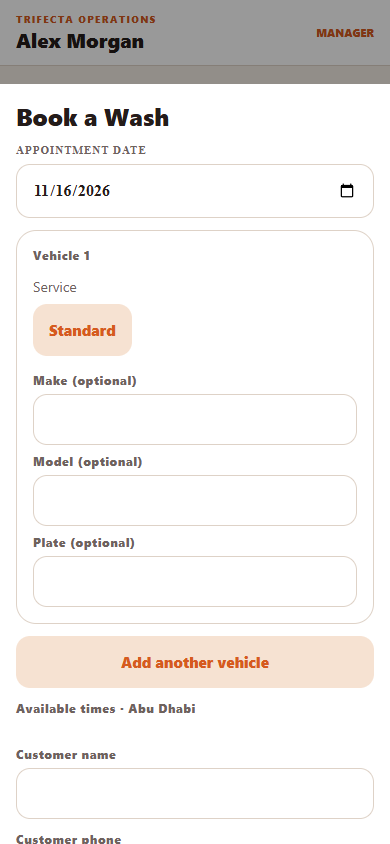 TRIFECTA OPERATIONS
Alex Morgan
MANAGER
Book a Wash
APPOINTMENT DATE
11/16/2026
Vehicle 1
Service
Standard
Make (optional)
Model (optional)
Plate (optional)
Add another vehicle
Available times · Abu Dhabi
Customer name
Customer phone